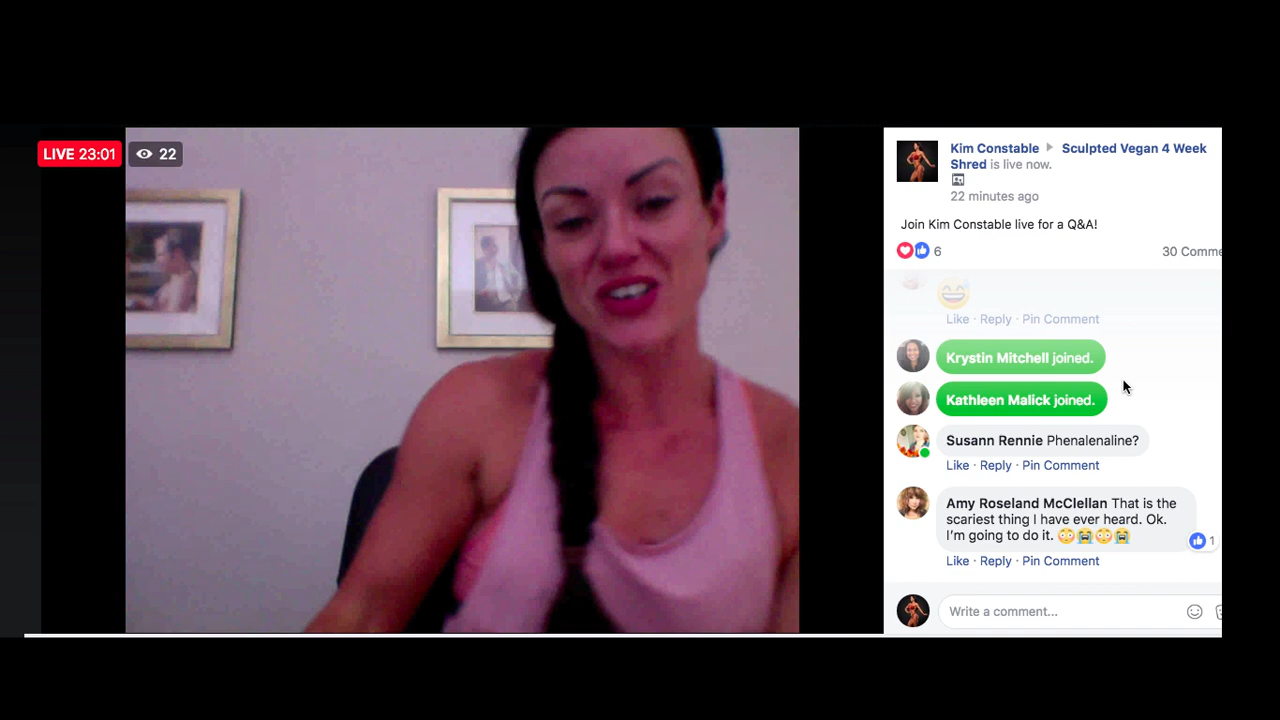 LIVE 23:01
22
Kim Constable Sculpted Vegan 4 Week
Shred is live now.
22 minutes ago
Join Kim Constable live for a Q&A!
6
30 Comme
Like · Reply · Pin Comment
Krystin Mitchell joined.
Kathleen Malick joined.
Susann Rennie Phenalenaline?
Like · Reply · Pin Comment
Amy Roseland McClellan That is the
scariest thing I have ever heard. Ok.
I'm going to do it. 😳😭😳😭
1
Like · Reply · Pin Comment
Write a comment...